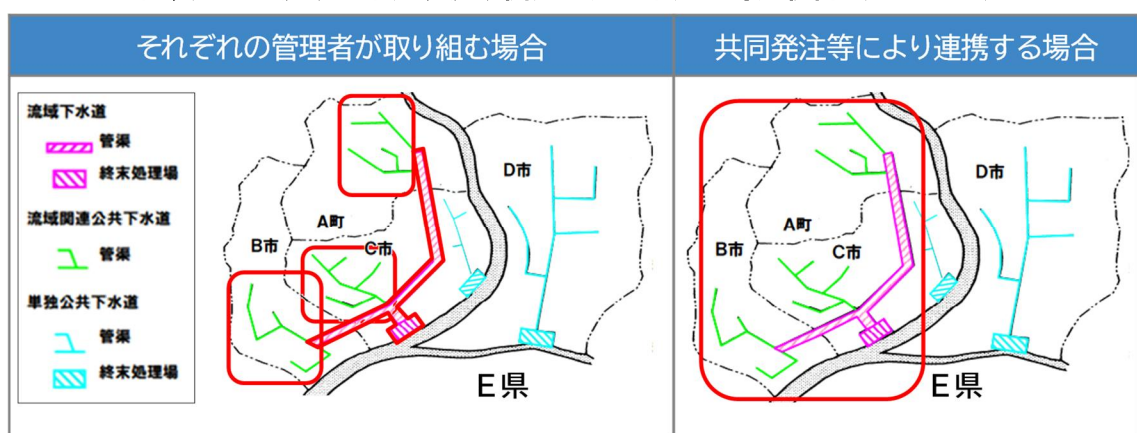 それぞれの管理者が取り組む場合
共同発注等により連携する場合
流域下水道
管渠
終末処理場
流域関連公共下水道
管渠
単独公共下水道
管渠
終末処理場
D市
A町
B市
C市
E県
D市
A町
B市
C市
E県